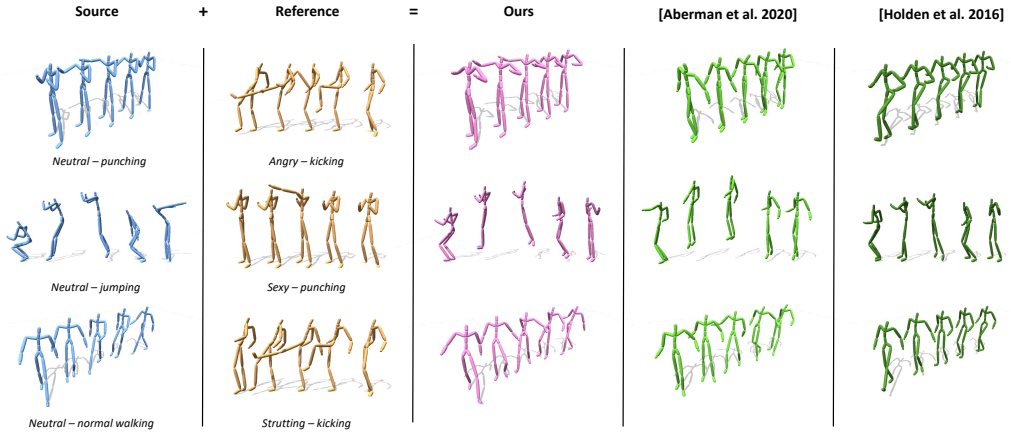 Source + Reference = Ours [Aberman et al. 2020] [Holden et al. 2016]
Neutral – punching Angry – kicking
Neutral – jumping Sexy – punching
Neutral – normal walking Strutting – kicking